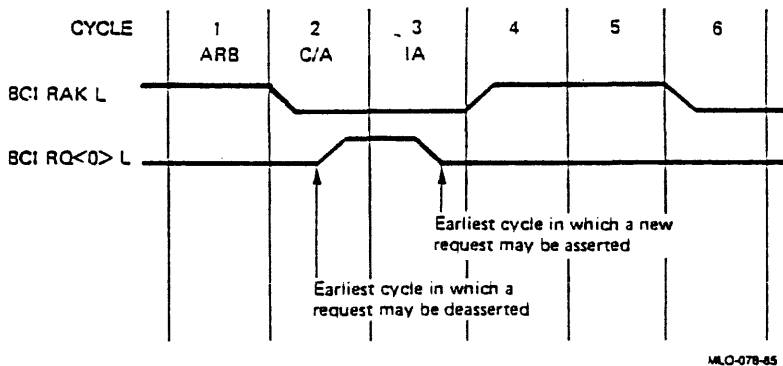 CYCLE 1 2 3 4 5 6
ARB C/A IA
BCI RAK L
BCI RQ<0> L
Earliest cycle in which a new
request may be asserted
Earliest cycle in which a
request may be deasserted
MLO-078-85